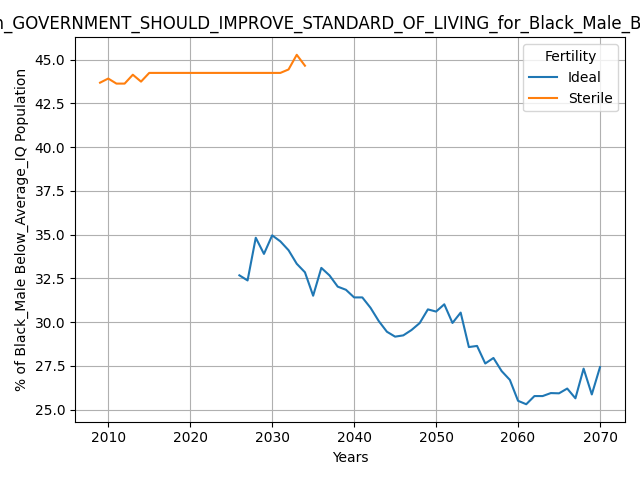 n_GOVERNMENT_SHOULD_IMPROVE_STANDARD_OF_LIVING_for_Black_Male_B
Fertility
Ideal
Sterile
% of Black_Male Below_Average_IQ Population
45.0
42.5
40.0
37.5
35.0
32.5
30.0
27.5
25.0
2010 2020 2030 2040 2050 2060 2070
Years